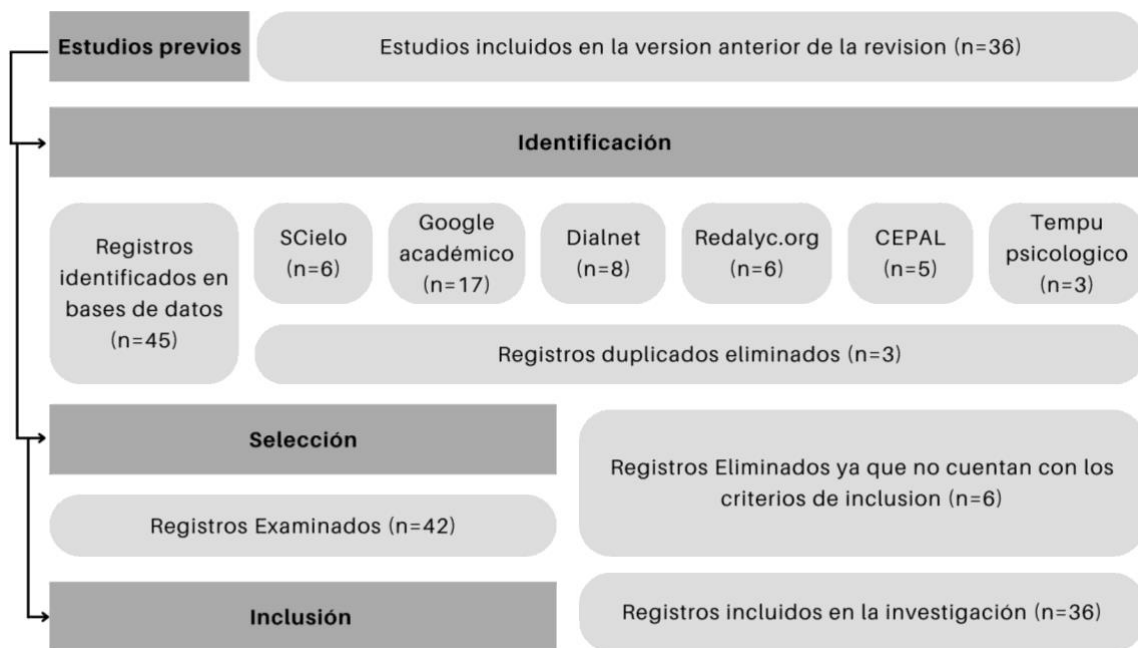 Estudios previos
Estudios incluidos en la version anterior de la revision (n=36)
Identificación
Registros
identificados en
bases de datos
(n=45)
SCielo
(n=6)
Google
académico
(n=17)
Dialnet
(n=8)
Redalyc.org
(n=6)
CEPAL
(n=5)
Tempu
psicologico
(n=3)
Registros duplicados eliminados (n=3)
Selección
Registros Examinados (n=42)
Registros Eliminados ya que no cuentan con los
criterios de inclusion (n=6)
Inclusión
Registros incluidos en la investigación (n=36)